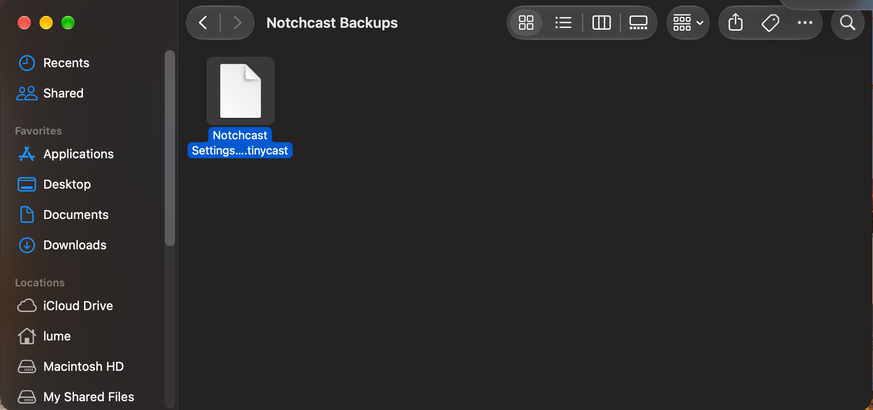 Notchcast Backups
Recents
Shared
Favorites
Applications
Desktop
Documents
Downloads
Locations
iCloud Drive
lume
Macintosh HD
My Shared Files
Notchcast
Settings....tinycast